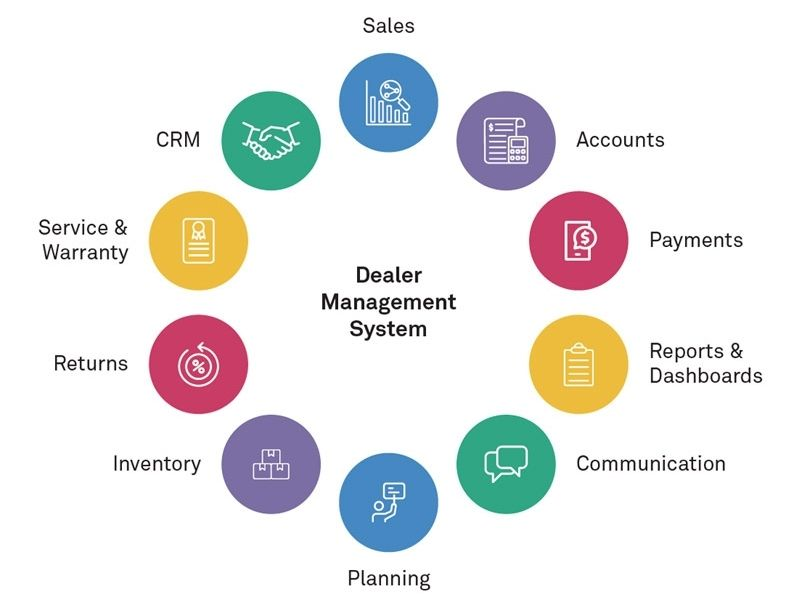 Sales
Accounts
Payments
Reports &
Dashboards
Communication
Planning
Inventory
Returns
Service &
Warranty
CRM
Dealer
Management
System